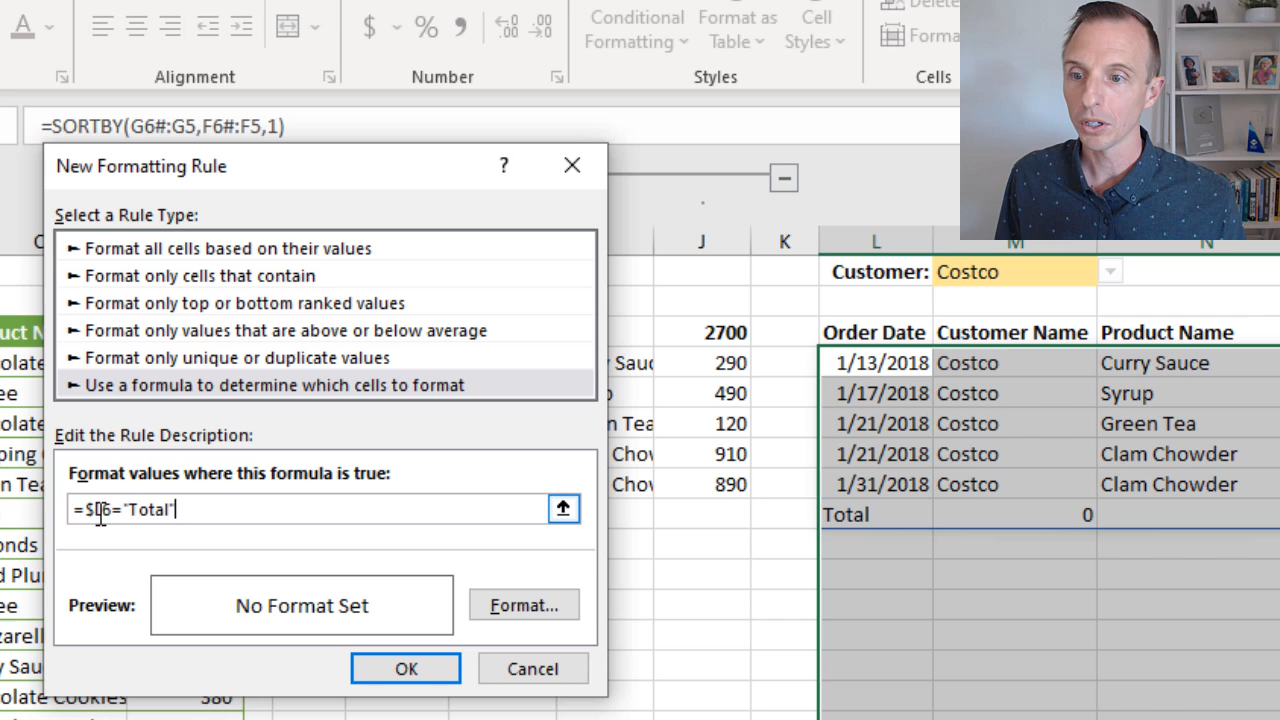 Conditional
Formatting
Format as
Table
Cell
Styles
Delete
Forma
Alignment
Number
Styles
Cells
=SORTBY(G6#:G5,F6#:F5,1)
New Formatting Rule
?
Select a Rule Type:
► Format all cells based on their values
► Format only cells that contain
► Format only top or bottom ranked values
► Format only values that are above or below average
► Format only unique or duplicate values
► Use a formula to determine which cells to format
Edit the Rule Description:
Format values where this formula is true:
="Total"
Preview:
No Format Set
Format...
OK
Cancel
J K L M N
Customer: Costco
2700 Order Date Customer Name Product Name
290 1/13/2018 Costco Curry Sauce
490 1/17/2018 Costco Syrup
120 1/21/2018 Costco Green Tea
910 1/21/2018 Costco Clam Chowder
890 1/31/2018 Costco Clam Chowder
Total 0
olate Cookies 380